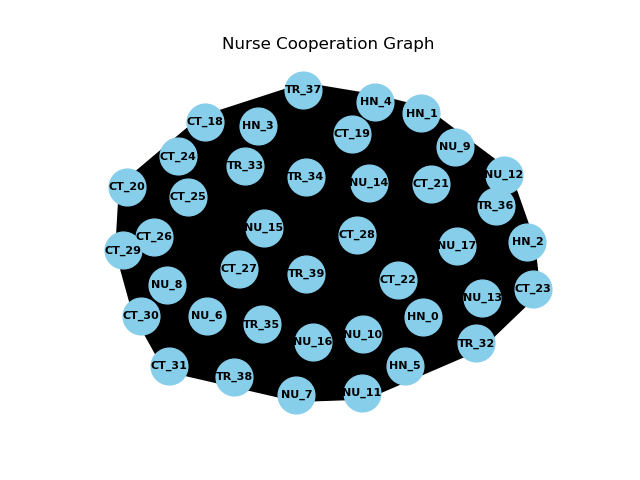 Nurse Cooperation Graph
TR_37
HN_4
HN_1
CT_18
HN_3
CT_19
NU_9
CT_24
TR_33
TR_34
NU_14
CT_21
NU_12
CT_20
CT_25
TR_36
NU_15
CT_28
CT_26
CT_29
NU_17
HN_2
CT_27
TR_39
CT_22
NU_8
NU_13
CT_23
CT_30
NU_6
TR_35
HN_0
NU_16
NU_10
TR_32
CT_31
TR_38
HN_5
NU_7
NU_11